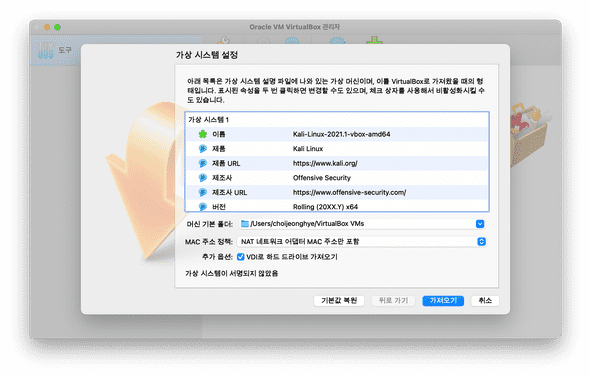 Oracle VM VirtualBox 관리자
도구
가상 시스템 설정
아래 목록은 가상 시스템 설명 파일에 나와 있는 가상 머신이며, 이를 VirtualBox로 가져왔을 때의 형
태입니다. 표시된 속성을 두 번 클릭하면 변경할 수도 있으며, 체크 상자를 사용해서 비활성화시킬 수
도 있습니다.
가상 시스템 1
이름 Kali-Linux-2021.1-vbox-amd64
제품 Kali Linux
제품 URL https://www.kali.org/
제조사 Offensive Security
제조사 URL https://www.offensive-security.com/
버전 Rolling (20XX.Y) x64
머신 기본 폴더: /Users/choijeonghye/VirtualBox VMs
MAC 주소 정책: NAT 네트워크 어댑터 MAC 주소만 포함
추가 옵션: VDI로 하드 드라이브 가져오기
가상 시스템이 서명되지 않았음
기본값 복원 뒤로 가기 가져오기 취소